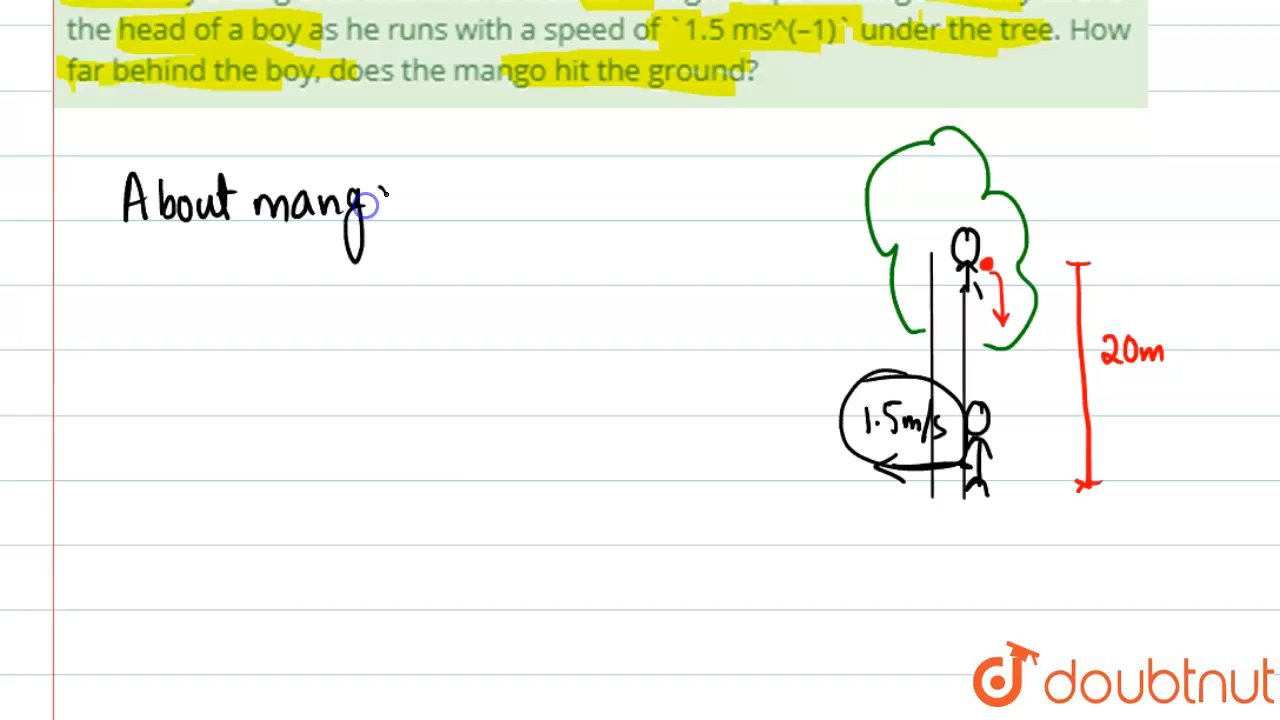 the head of a boy as he runs with a speed of `1.5 ms^(–1)` under the tree. How
far behind the boy, does the mango hit the ground?
About mang
20m
1.5m/s
doubtnut